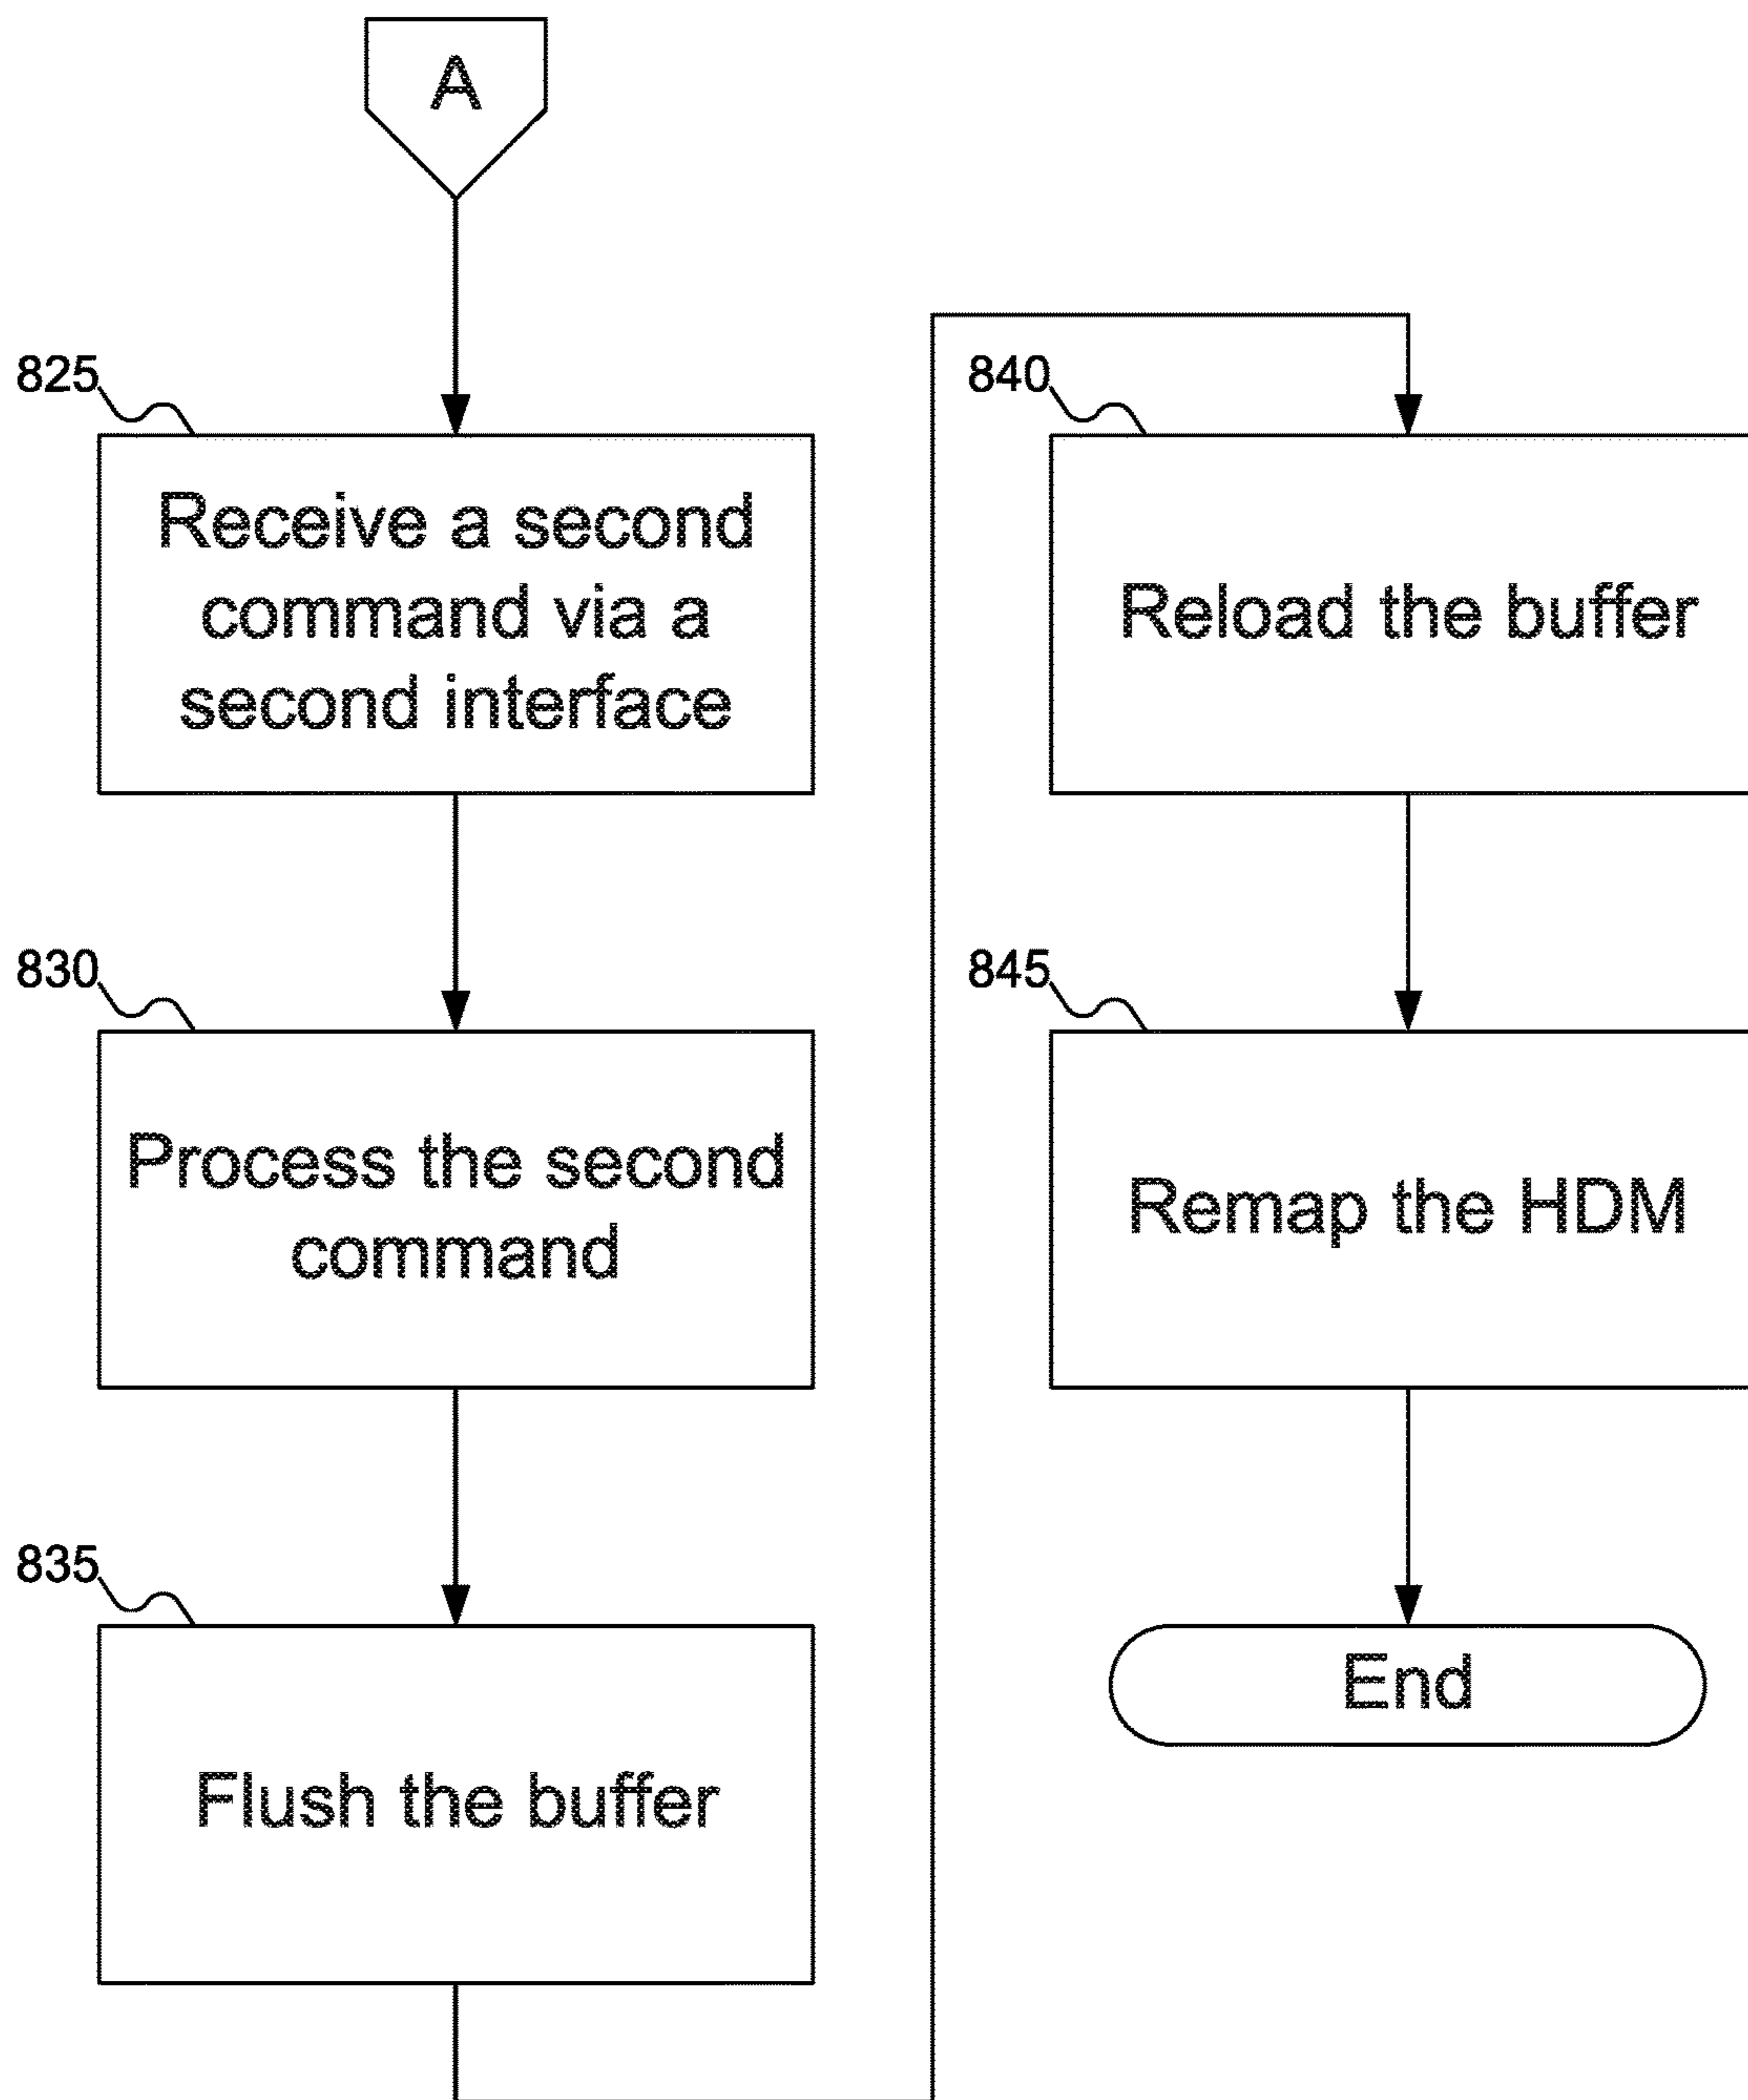 A
825
Receive a second
command via a
second interface
830
Process the second
command
835
Flush the buffer
840
Reload the buffer
845
Remap the HDM
End